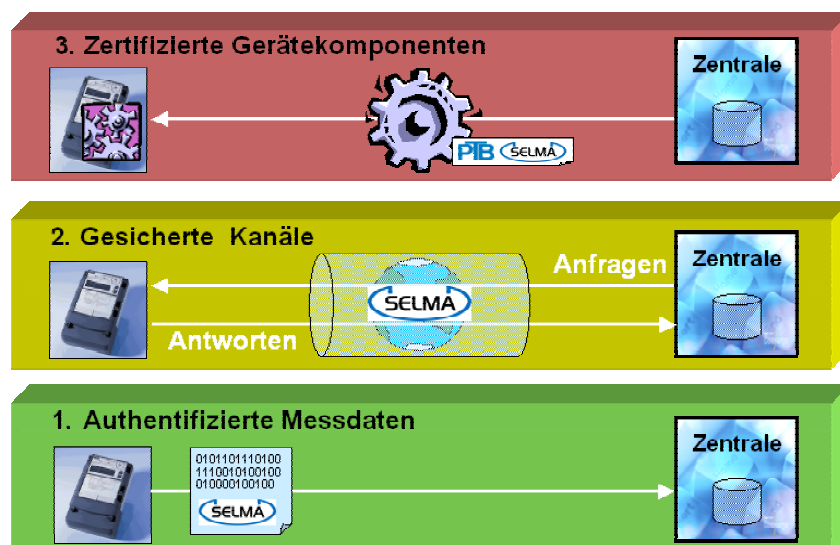 3. Zertifizierte Gerätekomponenten
Zentrale
PTB SELMA
2. Gesicherte Kanäle
Anfragen
Zentrale
SELMA
Antworten
1. Authentifizierte Messdaten
Zentrale
0101101110100
1110010100100
010000100100
SELMA